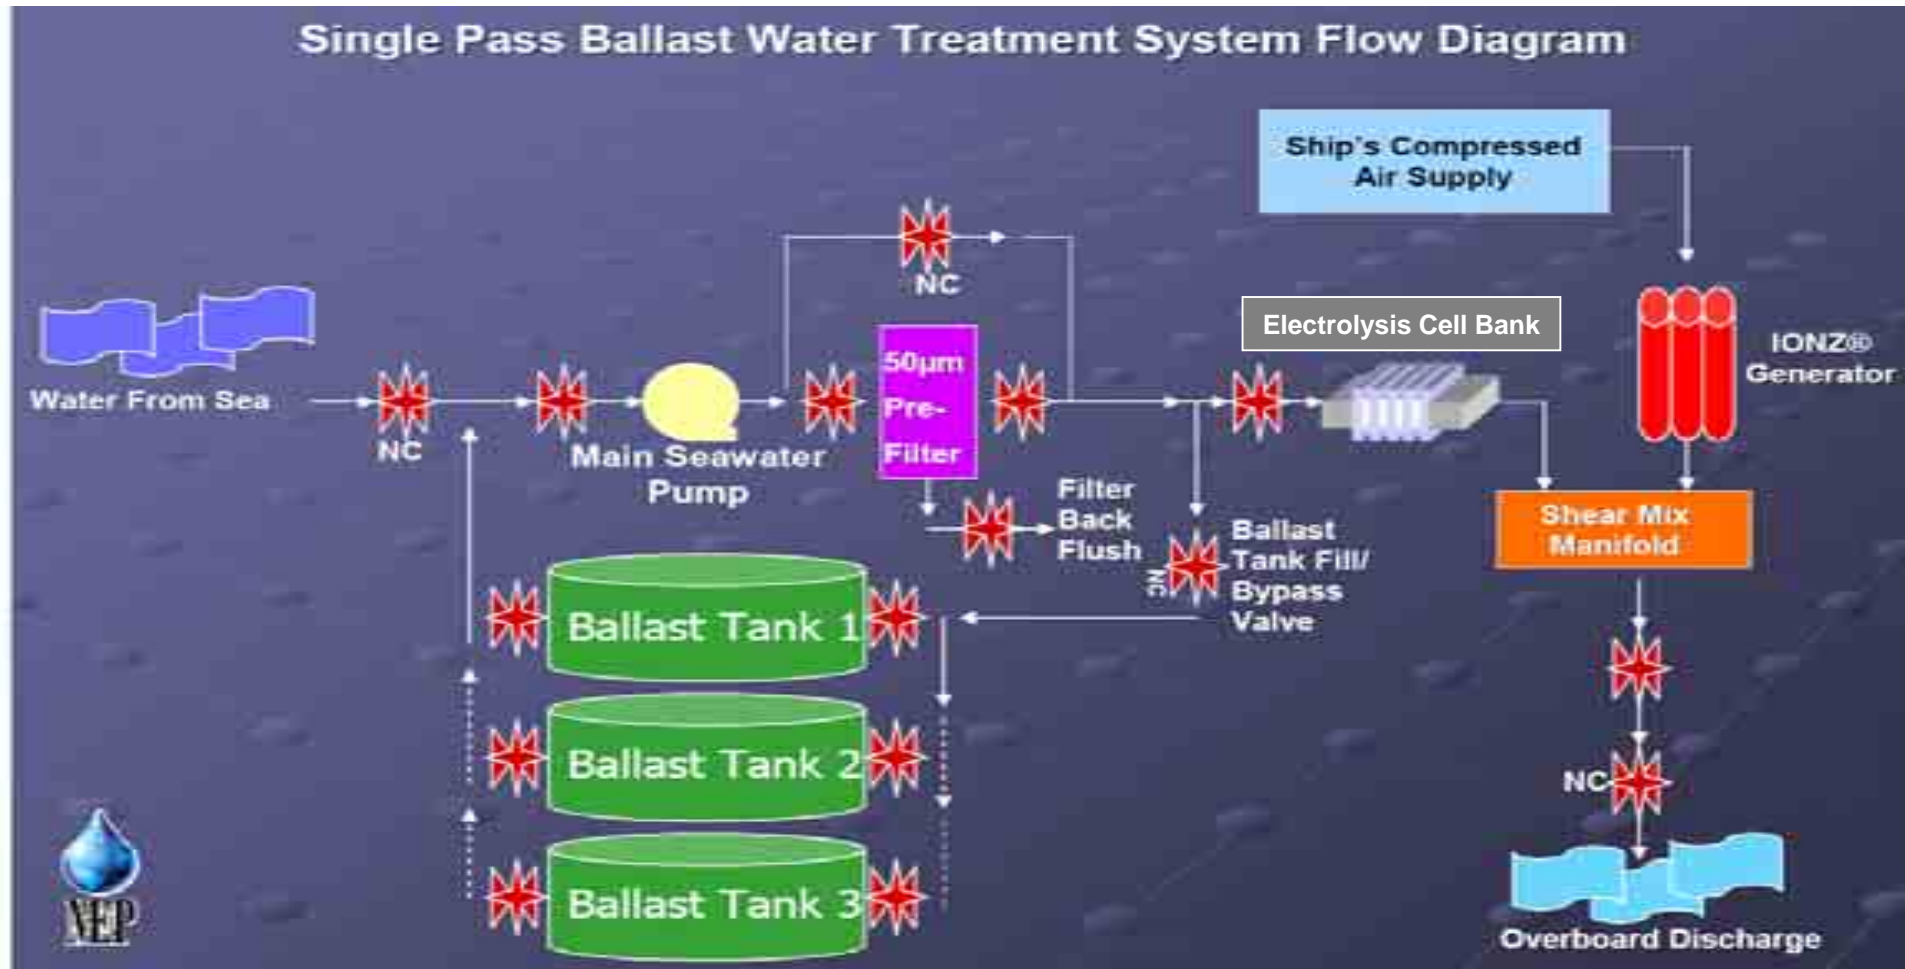 Single Pass Ballast Water Treatment System Flow Diagram
Ship's Compressed
Air Supply
NC
Electrolysis Cell Bank
IONZ®
Generator
Water From Sea
NC
Main Seawater
Pump
50µm
Pre-
Filter
Filter
Back
Flush
Ballast
Tank Fill/
Bypass
Valve
NC
Shear Mix
Manifold
Ballast Tank 1
Ballast Tank 2
Ballast Tank 3
NC
Overboard Discharge
NEP